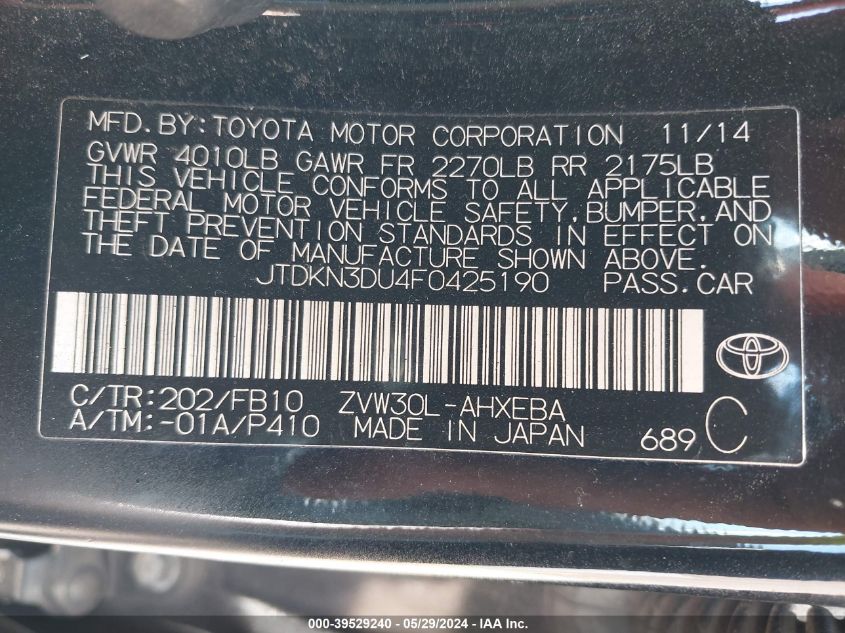 MFD.BY:TOYOTA MOTOR CORPORATION 11/14
GVWR 4010LB GAWR FR 2270LB RR 2175LB
THIS VEHICLE CONFORMS TO ALL APPLICABLE
FEDERAL MOTOR VEHICLE SAFETY,BUMPER,AND
THEFT PREVENTION STANDARDS IN EFFECT ON
THE DATE OF MANUFACTURE SHOWN ABOVE.
JTDKN3DU4F0425190 PASS.CAR
C/TR:202/FB10 ZVW30L-AHXEBA
A/TM:-01A/P410 MADE IN JAPAN 689 C
000-39529240 - 05/29/2024 - IAA, Inc.